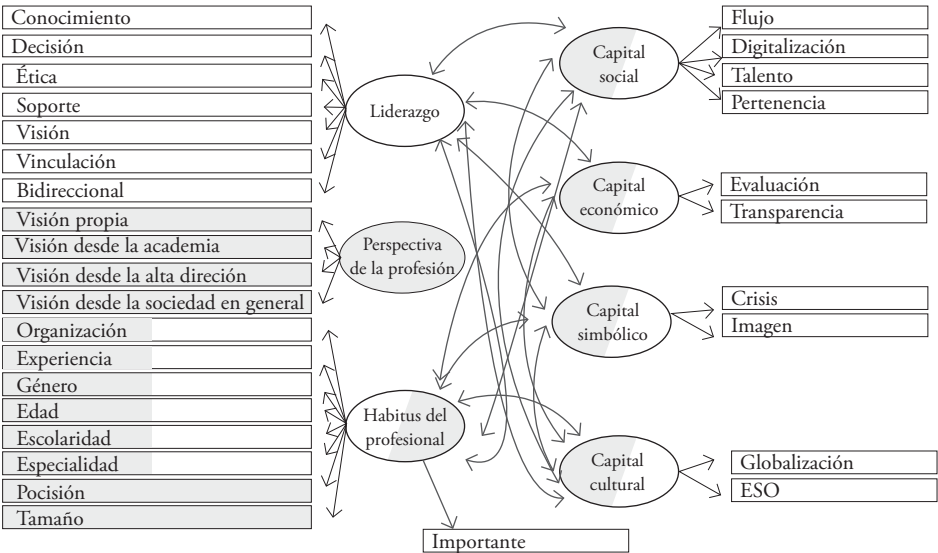 Conocimiento
Decisión
Ética
Soporte
Visión
Vinculación
Bidireccional
Visión propia
Visión desde la academia
Visión desde la alta direción
Visión desde la sociedad en general
Organización
Experiencia
Género
Edad
Escolaridad
Especialidad
Pocisión
Tamaño
Liderazgo
Perspectiva
de la profesión
Habitus del
profesional
Importante
Capital
social
Capital
económico
Capital
simbólico
Capital
cultural
Flujo
Digitalización
Talento
Pertenencia
Evaluación
Transparencia
Crisis
Imagen
Globalización
ESO